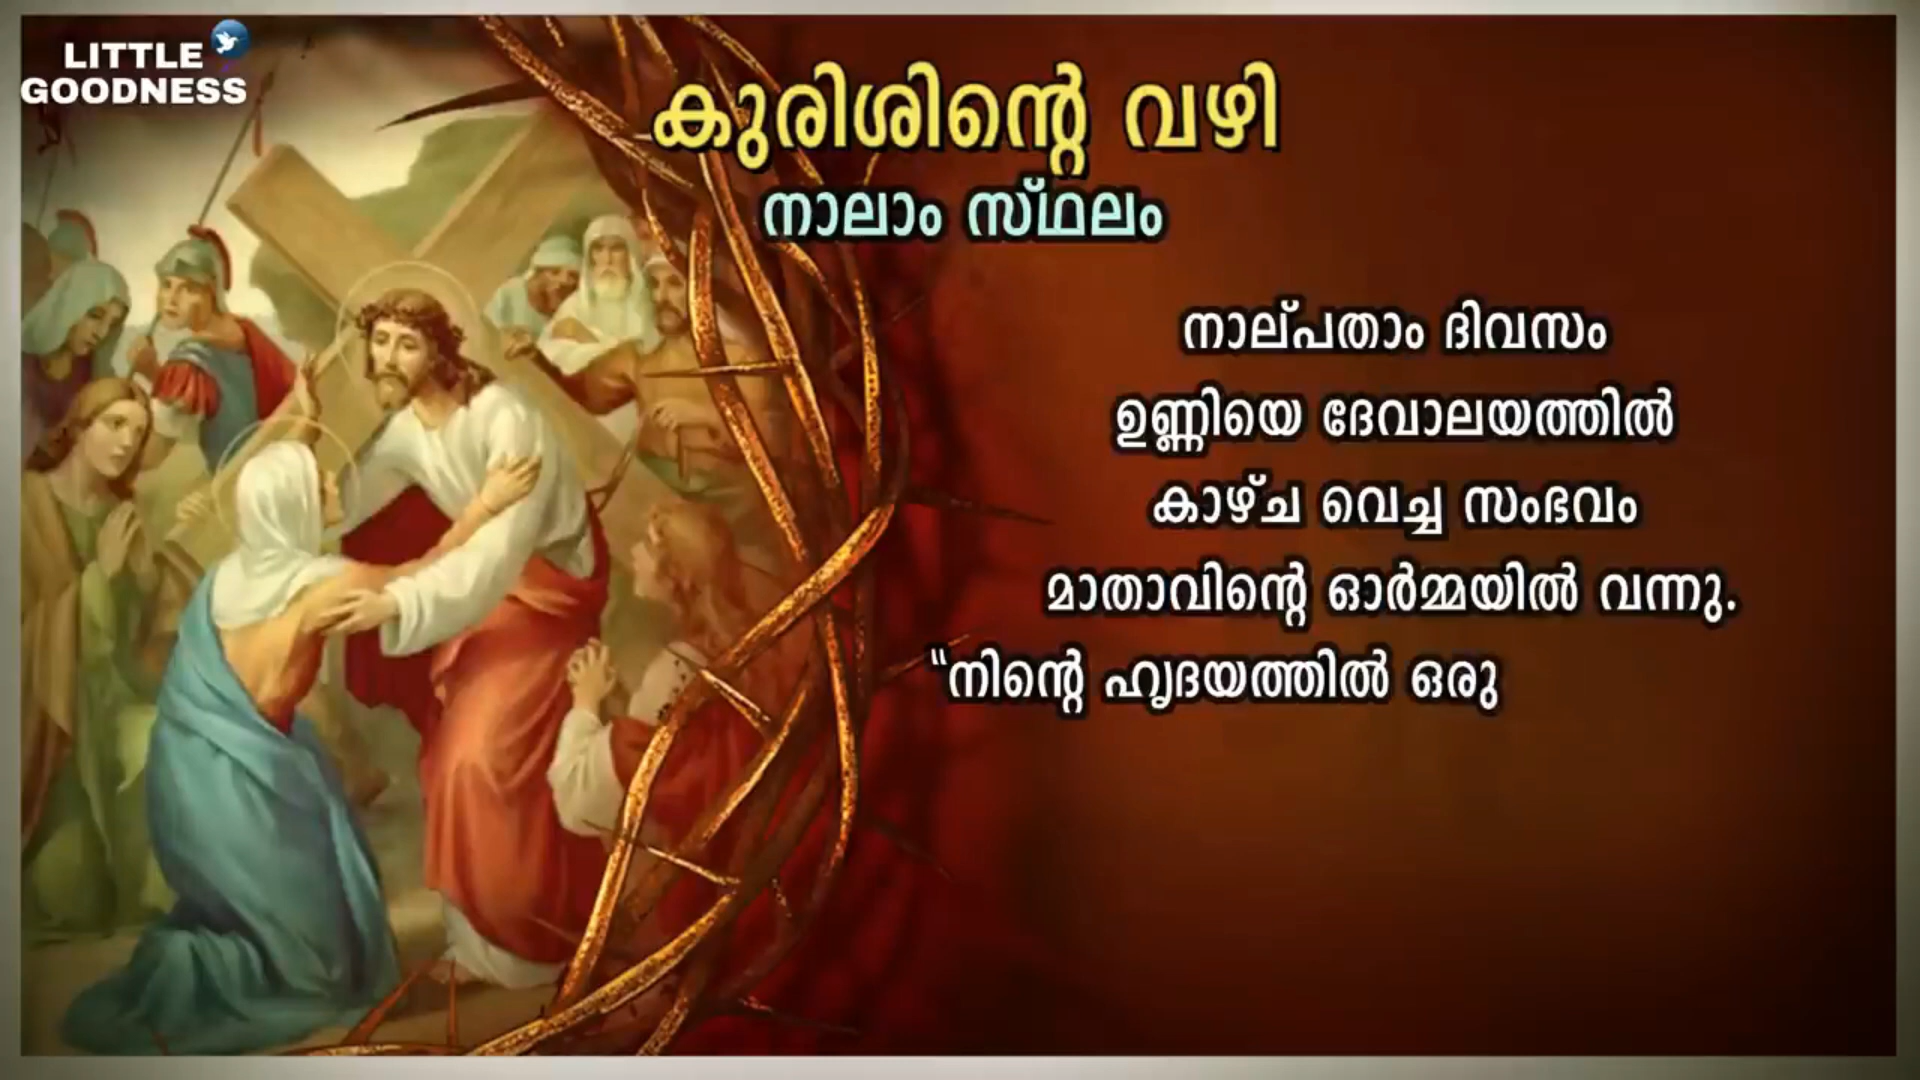 LITTLE
GOODNESS
കുരിശിന്റെ വഴി
നാലാം സ്ഥലം
നാല്പതാം ദിവസം
ഉണ്ണിയെ ദേവാലയത്തിൽ
കാഴ്ച വെച്ച സംഭവം
മാതാവിന്റെ ഓർമ്മയിൽ വന്നു.
“നിന്റെ ഹൃദയത്തിൽ ഒരു